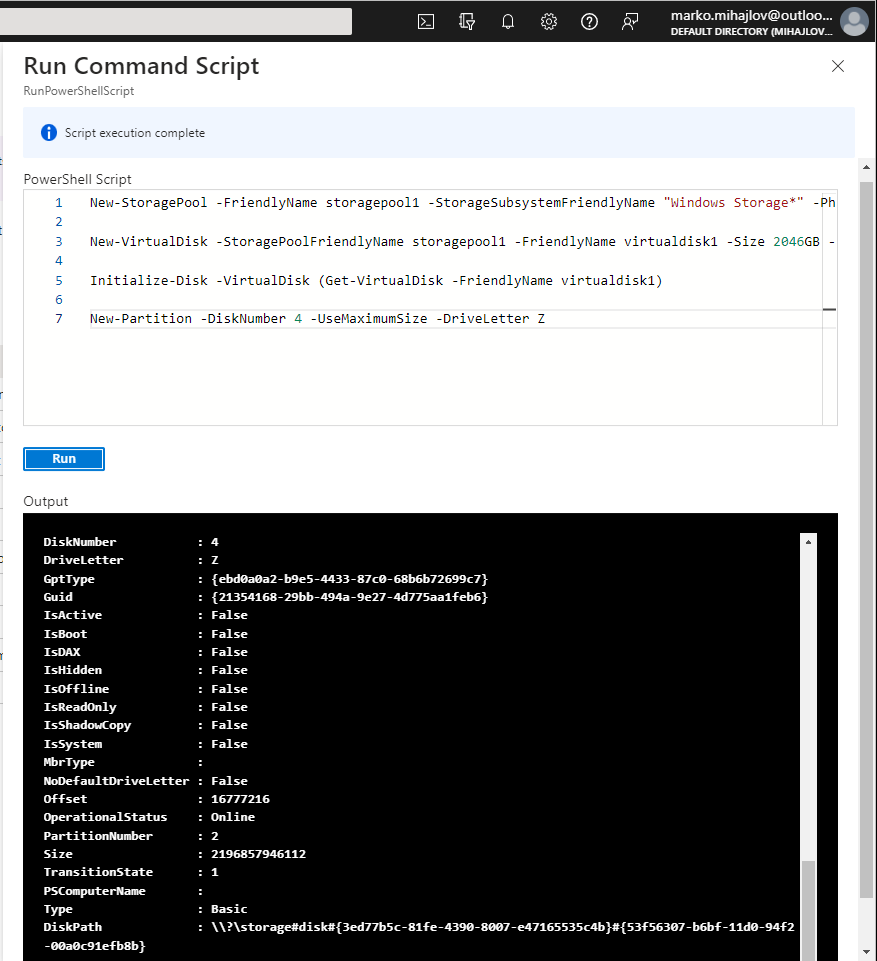 marko.mihajlov@outloo...
DEFAULT DIRECTORY (MIHAJLOV...
Run Command Script
RunPowerShellScript
Script execution complete
PowerShell Script
1 New-StoragePool -FriendlyName storagepool1 -StorageSubsystemFriendlyName "Windows Storage*" -Ph
2
3 New-VirtualDisk -StoragePoolFriendlyName storagepool1 -FriendlyName virtualdisk1 -Size 2046GB -
4
5 Initialize-Disk -VirtualDisk (Get-VirtualDisk -FriendlyName virtualdisk1)
6
7 New-Partition -DiskNumber 4 -UseMaximumSize -DriveLetter Z
Run
Output
DiskNumber : 4
DriveLetter : Z
GptType : {ebd0a0a2-b9e5-4433-87c0-68b6b72699c7}
Guid : {21354168-29bb-494a-9e27-4d775aa1feb6}
IsActive : False
IsBoot : False
IsDAX : False
IsHidden : False
IsOffline : False
IsReadOnly : False
IsShadowCopy : False
IsSystem : False
MbrType :
NoDefaultDriveLetter : False
Offset : 16777216
OperationalStatus : Online
PartitionNumber : 2
Size : 2196857946112
TransitionState : 1
PSComputerName :
Type : Basic
DiskPath : \\?\storage#disk#{3ed77b5c-81fe-4390-8007-e47165535c4b}#{53f56307-b6bf-11d0-94f2
-00a0c91efb8b}